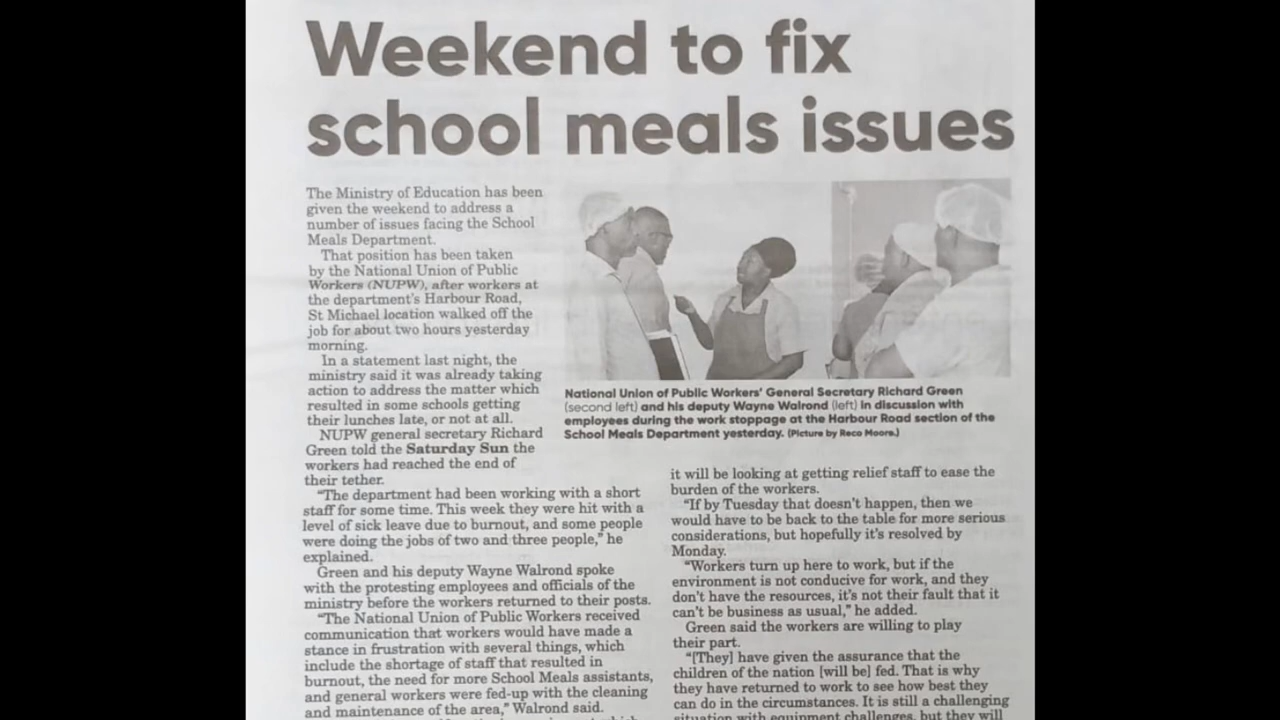 Weekend to fix
school meals issues
The Ministry of Education has been
given the weekend to address a
number of issues facing the School
Meals Department.
That position has been taken
by the National Union of Public
Workers (NUPW), after workers at
the department's Harbour Road,
St Michael location walked off the
job for about two hours yesterday
morning.
In a statement last night, the
ministry said it was already taking
action to address the matter which
resulted in some schools getting
their lunches late, or not at all.
NUPW general secretary Richard
Green told the Saturday Sun the
workers had reached the end of
their tether.
"The department had been working with a short
staff for some time. This week they were hit with a
level of sick leave due to burnout, and some people
were doing the jobs of two and three people," he
explained.
Green and his deputy Wayne Walrond spoke
with the protesting employees and officials of the
ministry before the workers returned to their posts.
"The National Union of Public Workers received
communication that workers would have made a
stance in frustration with several things, which
include the shortage of staff that resulted in
burnout, the need for more School Meals assistants,
and general workers were fed-up with the cleaning
and maintenance of the area," Walrond said.
National Union of Public Workers' General Secretary Richard Green
(second left) and his deputy Wayne Walrond (left) in discussion with
employees during the work stoppage at the Harbour Road section of the
School Meals Department yesterday. (Picture by Reco Moore.)
it will be looking at getting relief staff to ease the
burden of the workers.
"If by Tuesday that doesn't happen, then we
would have to be back to the table for more serious
considerations, but hopefully it's resolved by
Monday.
"Workers turn up here to work, but if the
environment is not conducive for work, and they
don't have the resources, it's not their fault that it
can't be business as usual," he added.
Green said the workers are willing to play
their part.
"[They] have given the assurance that the
children of the nation [will be] fed. That is why
they have returned to work to see how best they
can do in the circumstances. It is still a challenging
situation with equipment challenges, but they will